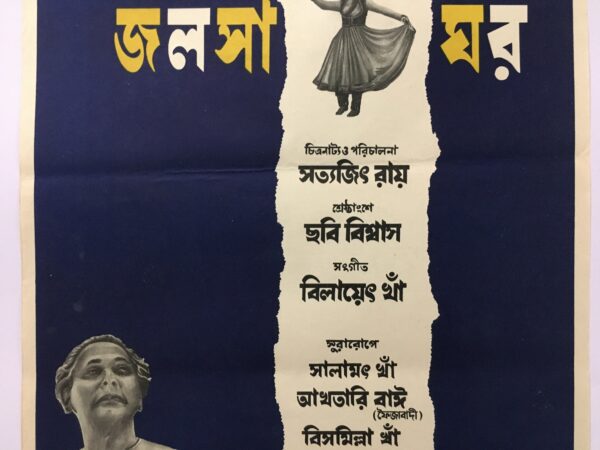 জলসা ঘর
চিত্রনাট্য ও পরিচালনা
সত্যজিৎ রায়
শ্রেষ্ঠাংশে
ছবি বিশ্বাস
সংগীত
বিলায়েৎ খাঁ
সুরারোপে
সালামৎ খাঁ
আখতারি বাঈ
(ফৈজাবাদী)
বিসমিল্লা খাঁ